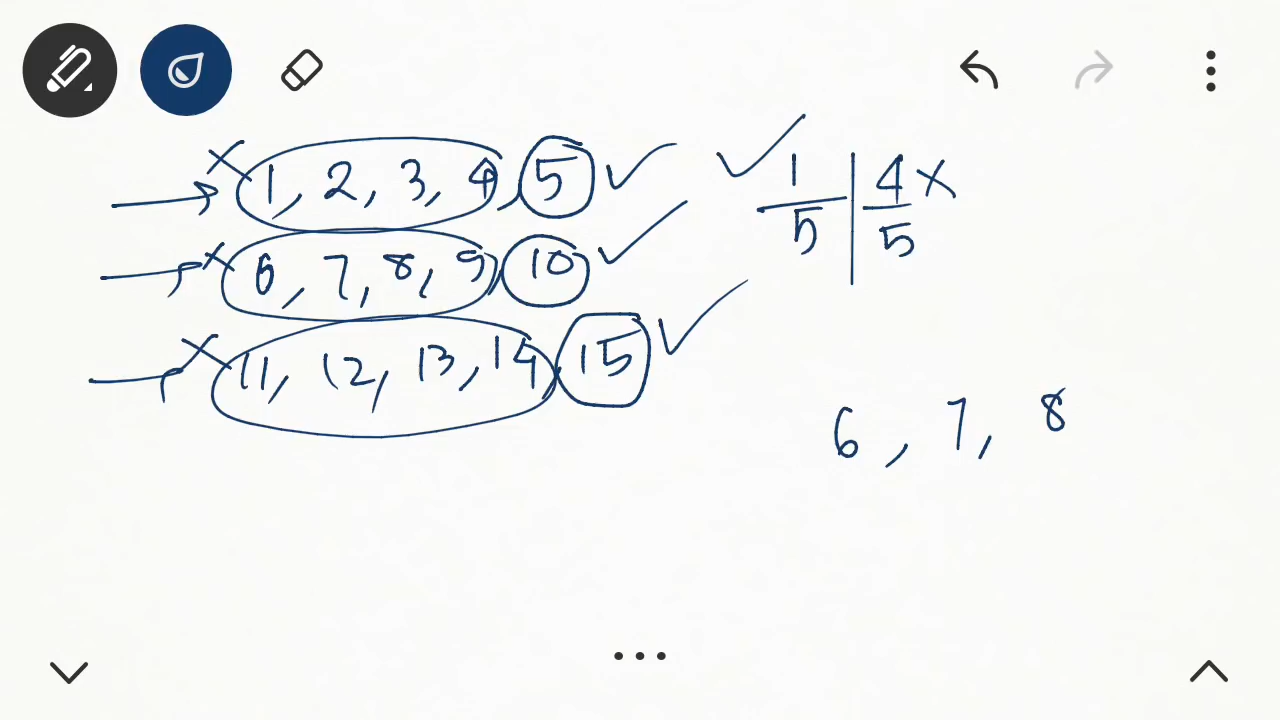 1, 2, 3, 4, 5 ✓
6, 7, 8, 9, 10 ✓
11, 12, 13, 14, 15 ✓
✓ 1/5 | 4/5 ×
6, 7, 8